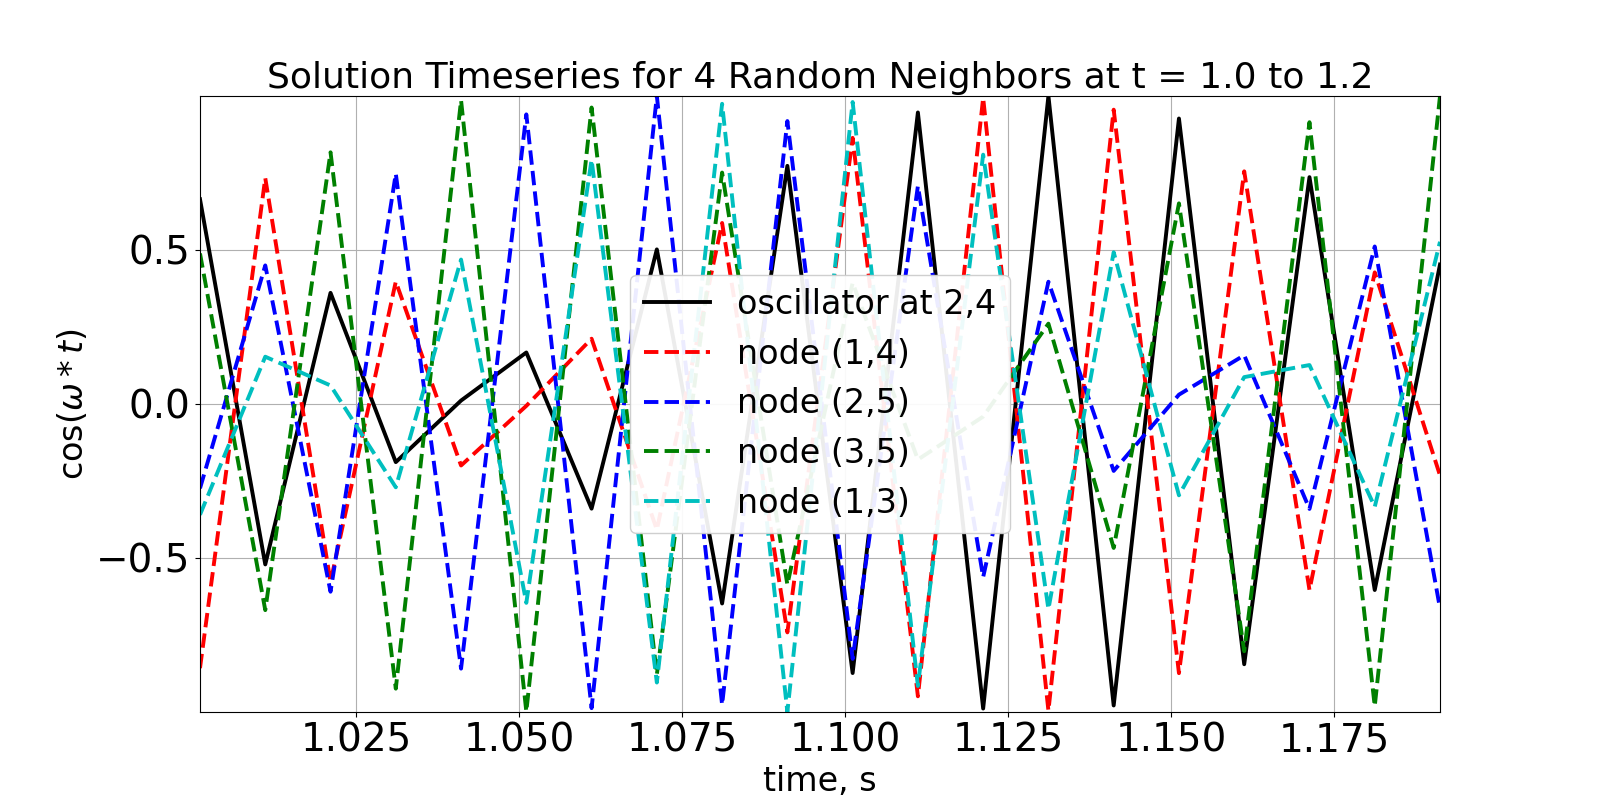 Solution Timeseries for 4 Random Neighbors at t = 1.0 to 1.2
cos(ω * t)
0.5
0.0
−0.5
oscillator at 2,4
node (1,4)
node (2,5)
node (3,5)
node (1,3)
1.025 1.050 1.075 1.100 1.125 1.150 1.175
time, s